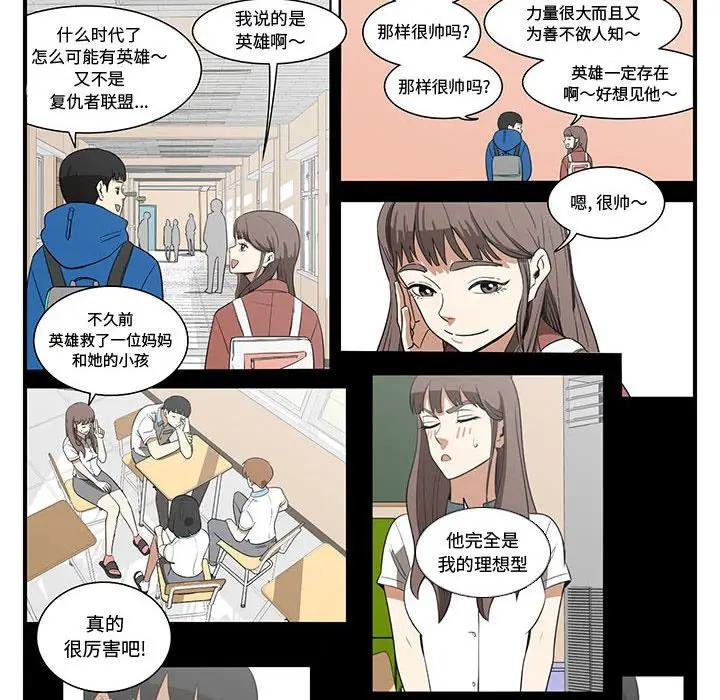 什么时代了
怎么可能有英雄～
又不是
复仇者联盟...
我说的是
英雄啊～
不久前
英雄救了一位妈妈
和她的小孩
真的
很厉害吧!
那样很帅吗?
那样很帅吗?
力量很大而且又
为善不欲人知～
英雄一定存在
啊～好想见他～
嗯, 很帅～
他完全是
我的理想型